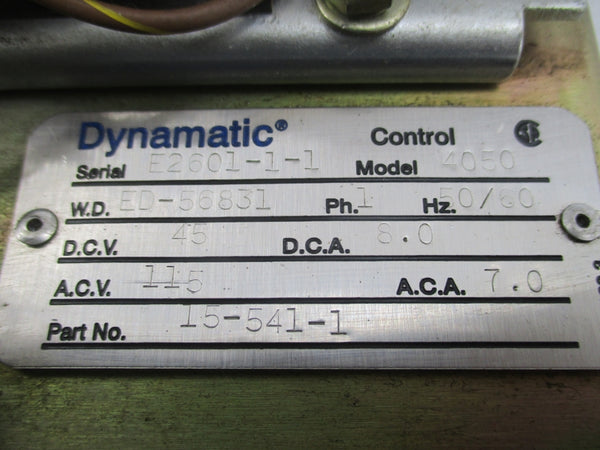 Dynamatic® Control
Serial E2601-1-1 Model 4050
W.D. ED-56831 Ph. 1 Hz. 50/60
D.C.V. 45 D.C.A. 8.0
A.C.V. 115 A.C.A. 7.0
Part No. 15-541-1